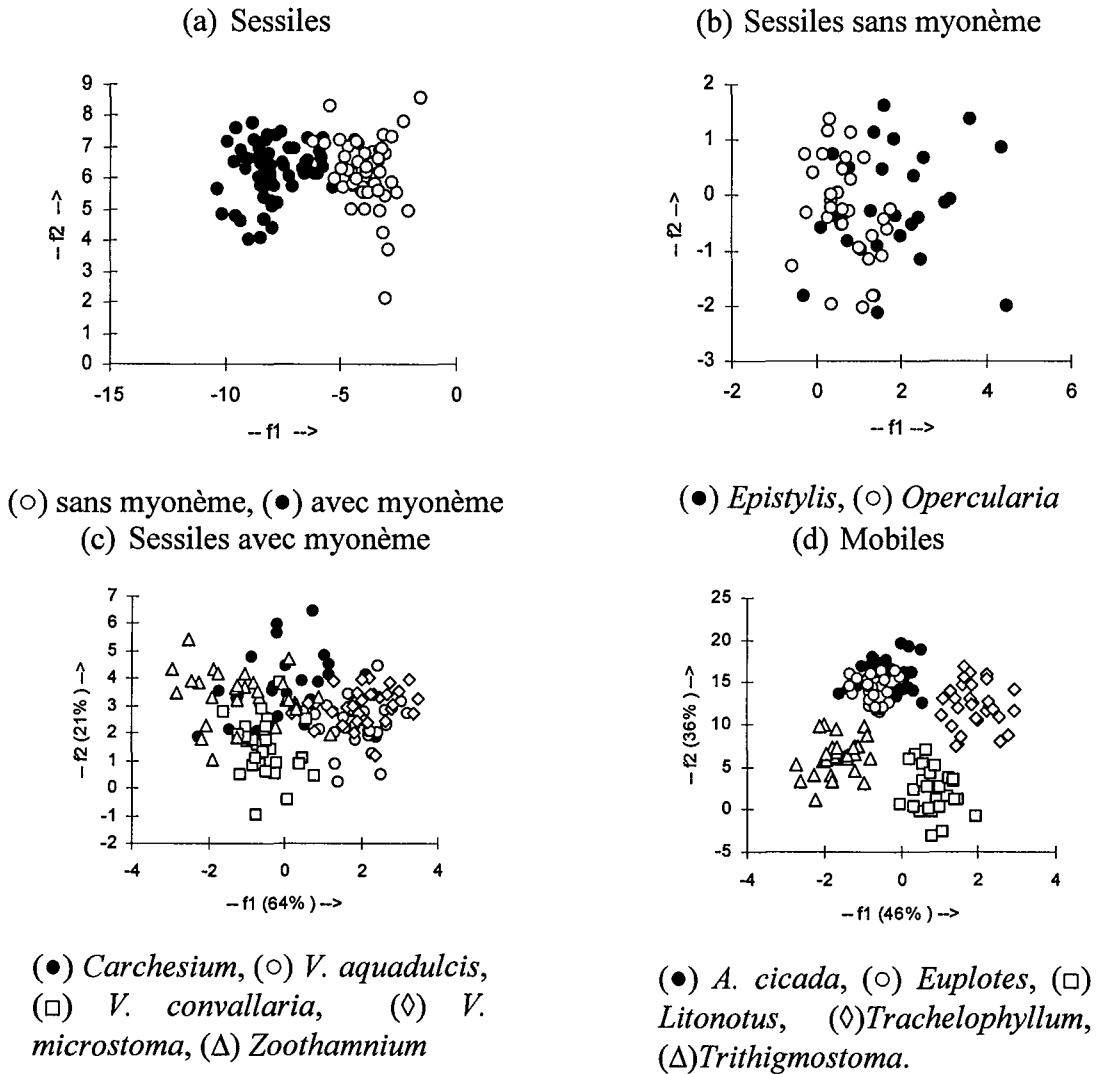 (a) Sessiles
9
8
7
6
5
4
3
2
1
0
-- f2 -->
-15 -10 -5 0
-- f1 -->
(○) sans myonème, (●) avec myonème
(b) Sessiles sans myonème
2
1
0
-1
-2
-3
-- f2 -->
-2 0 2 4 6
-- f1 -->
(●) Epistylis, (○) Opercularia
(c) Sessiles avec myonème
7
6
5
4
3
2
1
0
-1
-2
-- f2 (21% ) -->
-4 -2 0 2 4
-- f1 (64% ) -->
(●) Carchesium, (○) V. aquadulcis,
(□) V. convallaria, (◊) V.
microstoma, (Δ) Zoothamnium
(d) Mobiles
25
20
15
10
5
0
-5
-- f2 (36% ) -->
-4 -2 0 2 4
-- f1 (46% ) -->
(●) A. cicada, (○) Euplotes, (□)
Litonotus, (◊)Trachelophyllum,
(Δ)Trithigmostoma.